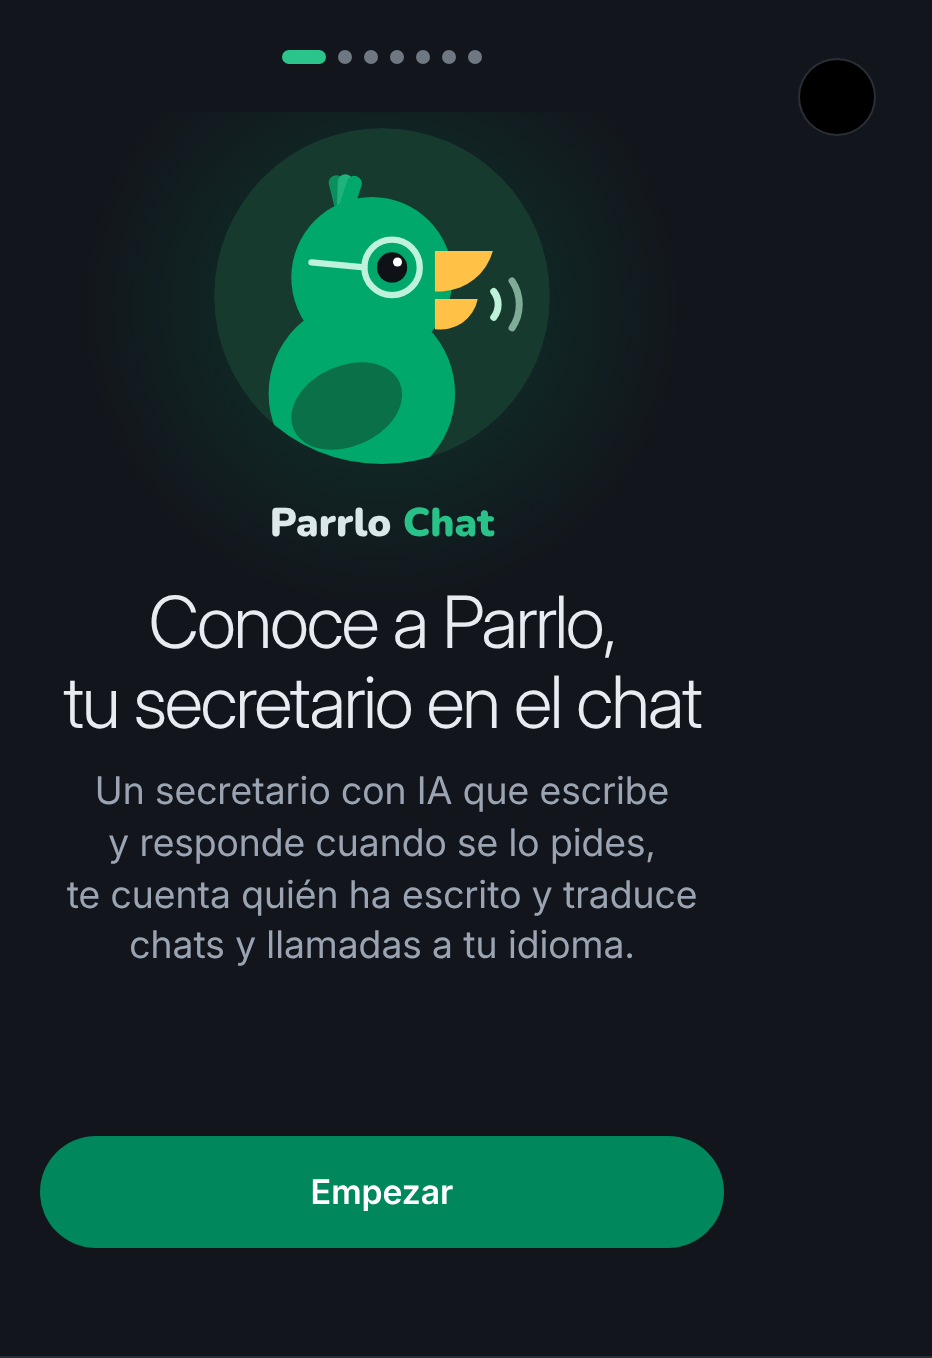 Parrlo Chat
Conoce a Parrlo,
tu secretario en el chat
Un secretario con IA que escribe
y responde cuando se lo pides,
te cuenta quién ha escrito y traduce
chats y llamadas a tu idioma.
Empezar